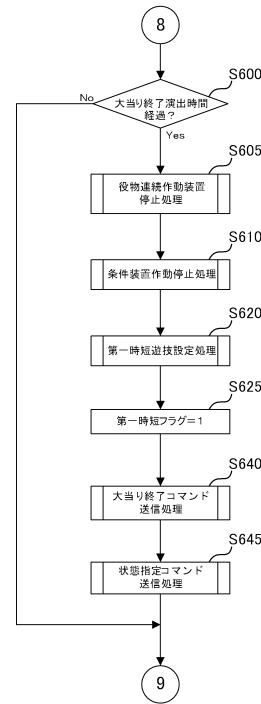 8
S600
No
大当り終了演出時間
経過？
Yes
S605
役物連続作動装置
停止処理
S610
条件装置作動停止処理
S620
第一時短遊技設定処理
S625
第一時短フラグ＝１
S640
大当り終了コマンド
送信処理
S645
状態指定コマンド
送信処理
9